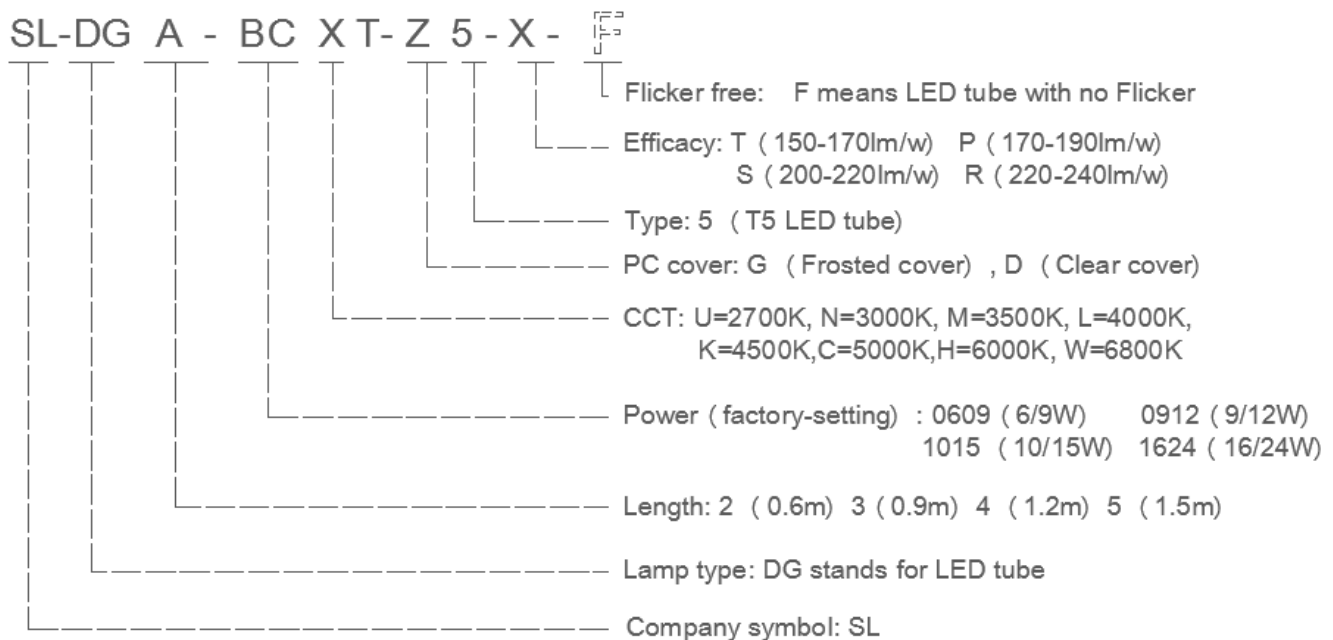 SL-DG A - BC X T- Z 5 - X - F
Flicker free: F means LED tube with no Flicker
Efficacy: T ( 150-170lm/w) P ( 170-190lm/w)
S ( 200-220lm/w) R ( 220-240lm/w)
Type: 5 ( T5 LED tube)
PC cover: G ( Frosted cover) , D ( Clear cover)
CCT: U=2700K, N=3000K, M=3500K, L=4000K,
K=4500K,C=5000K,H=6000K, W=6800K
Power ( factory-setting) : 0609 ( 6/9W) 0912 ( 9/12W)
1015 ( 10/15W) 1624 ( 16/24W)
Length: 2 ( 0.6m) 3 ( 0.9m) 4 ( 1.2m) 5 ( 1.5m)
Lamp type: DG stands for LED tube
Company symbol: SL